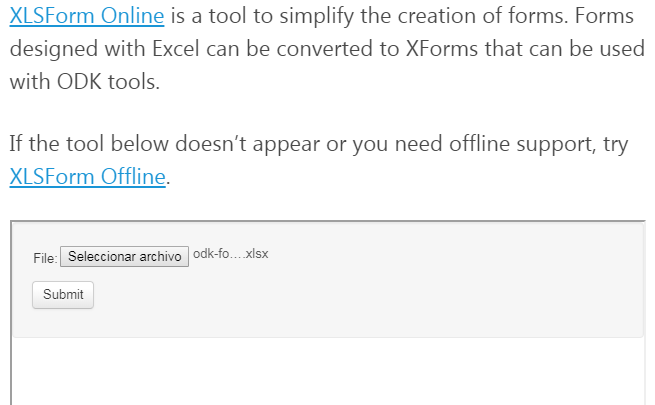 XLSForm Online is a tool to simplify the creation of forms. Forms
designed with Excel can be converted to XForms that can be used
with ODK tools.
If the tool below doesn't appear or you need offline support, try
XLSForm Offline.
File: Seleccionar archivo odk-fo....xlsx
Submit